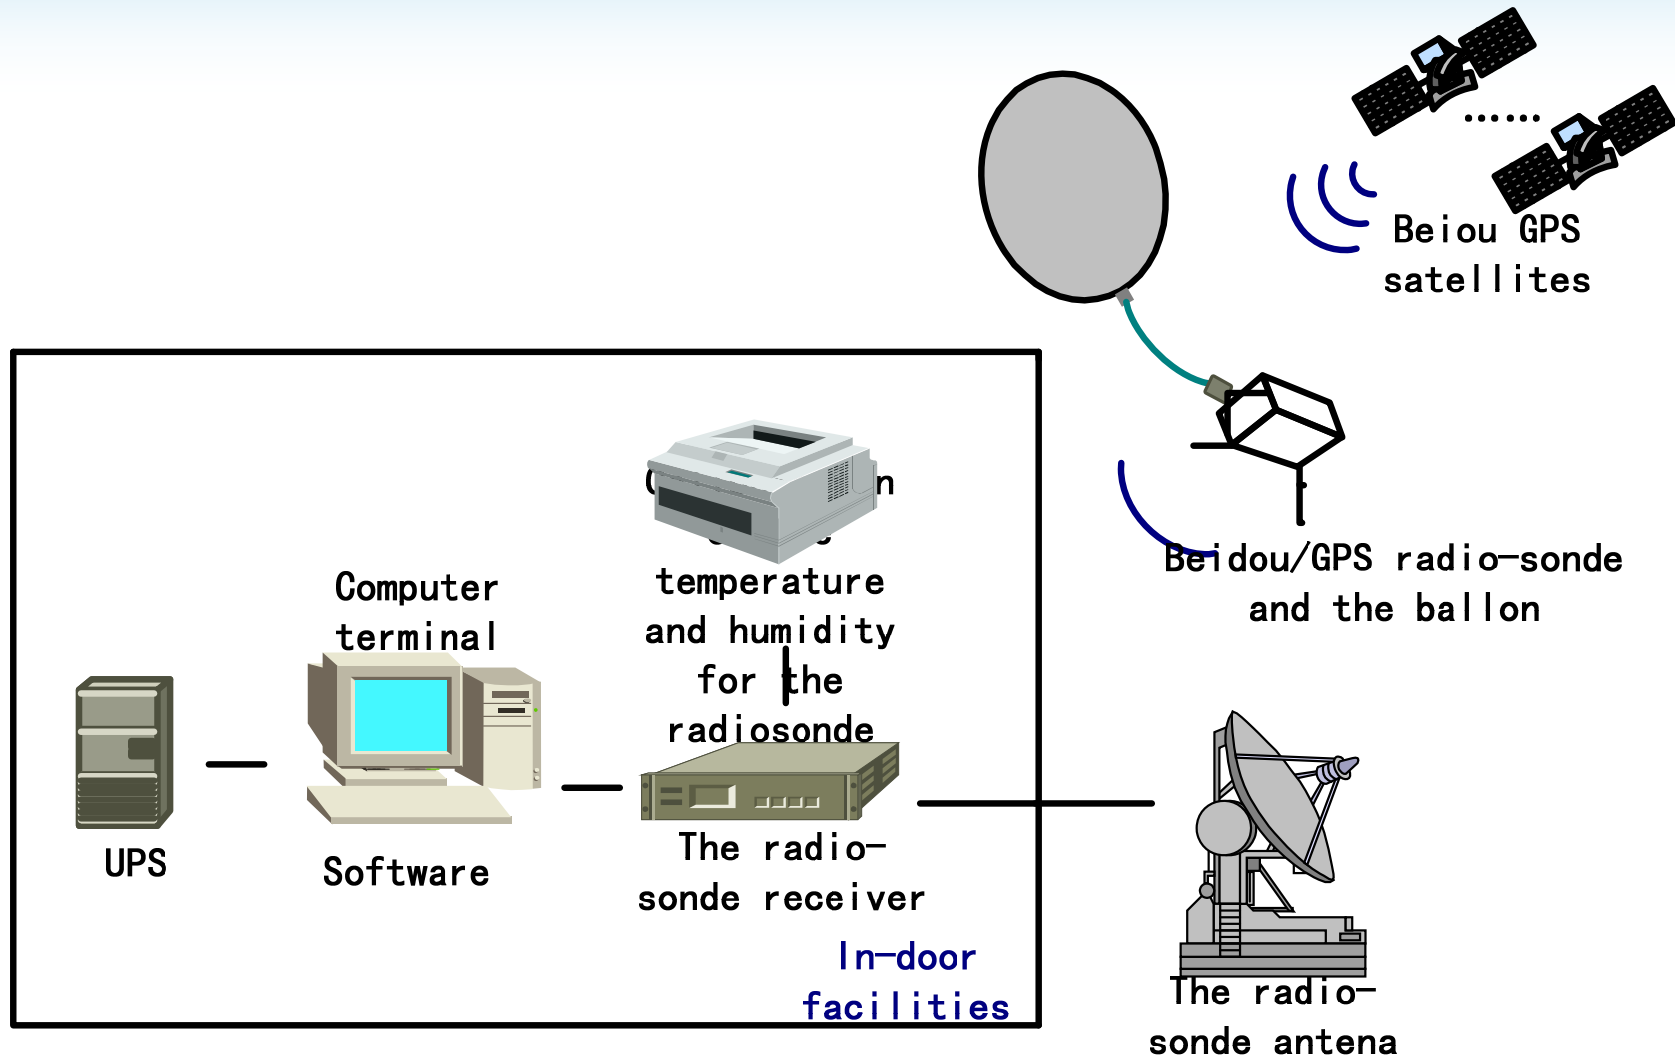 Beiou GPS
satellites
Beidou/GPS radio-sonde
and the ballon
temperature
and humidity
for the
radiosonde
Computer
terminal
UPS
Software
The radio-
sonde receiver
In-door
facilities
The radio-
sonde antena